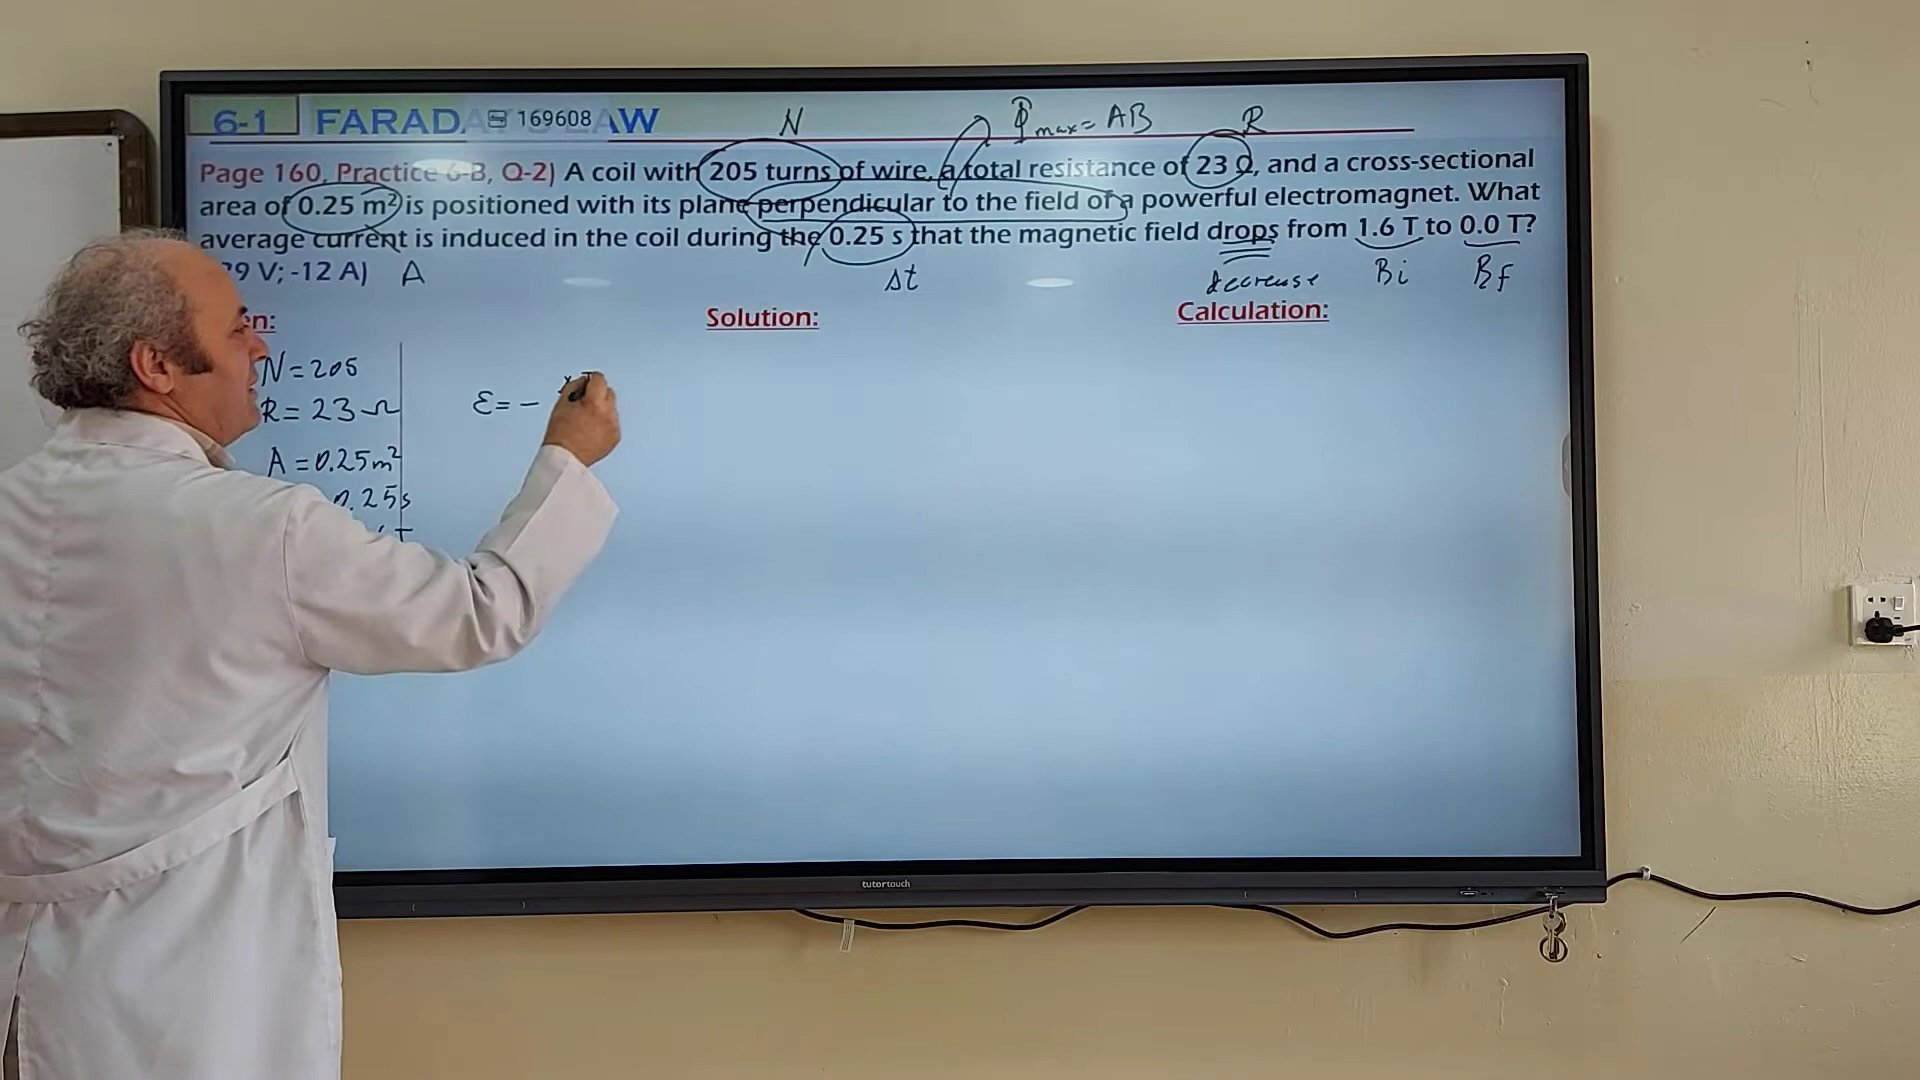 6-1 FARAD 169608 AW
N Φmax = AB R
Page 160, Practice 6-B, Q-2) A coil with 205 turns of wire, a total resistance of 23 Ω, and a cross-sectional
area of 0.25 m² is positioned with its plane perpendicular to the field of a powerful electromagnet. What
average current is induced in the coil during the 0.25 s that the magnetic field drops from 1.6 T to 0.0 T?
9 V; -12 A) A Δt decrease Bi Bf
en: Solution: Calculation:
N = 205
R = 23 Ω
A = 0.25 m²
0.25 s
T
ε = -
tutortouch